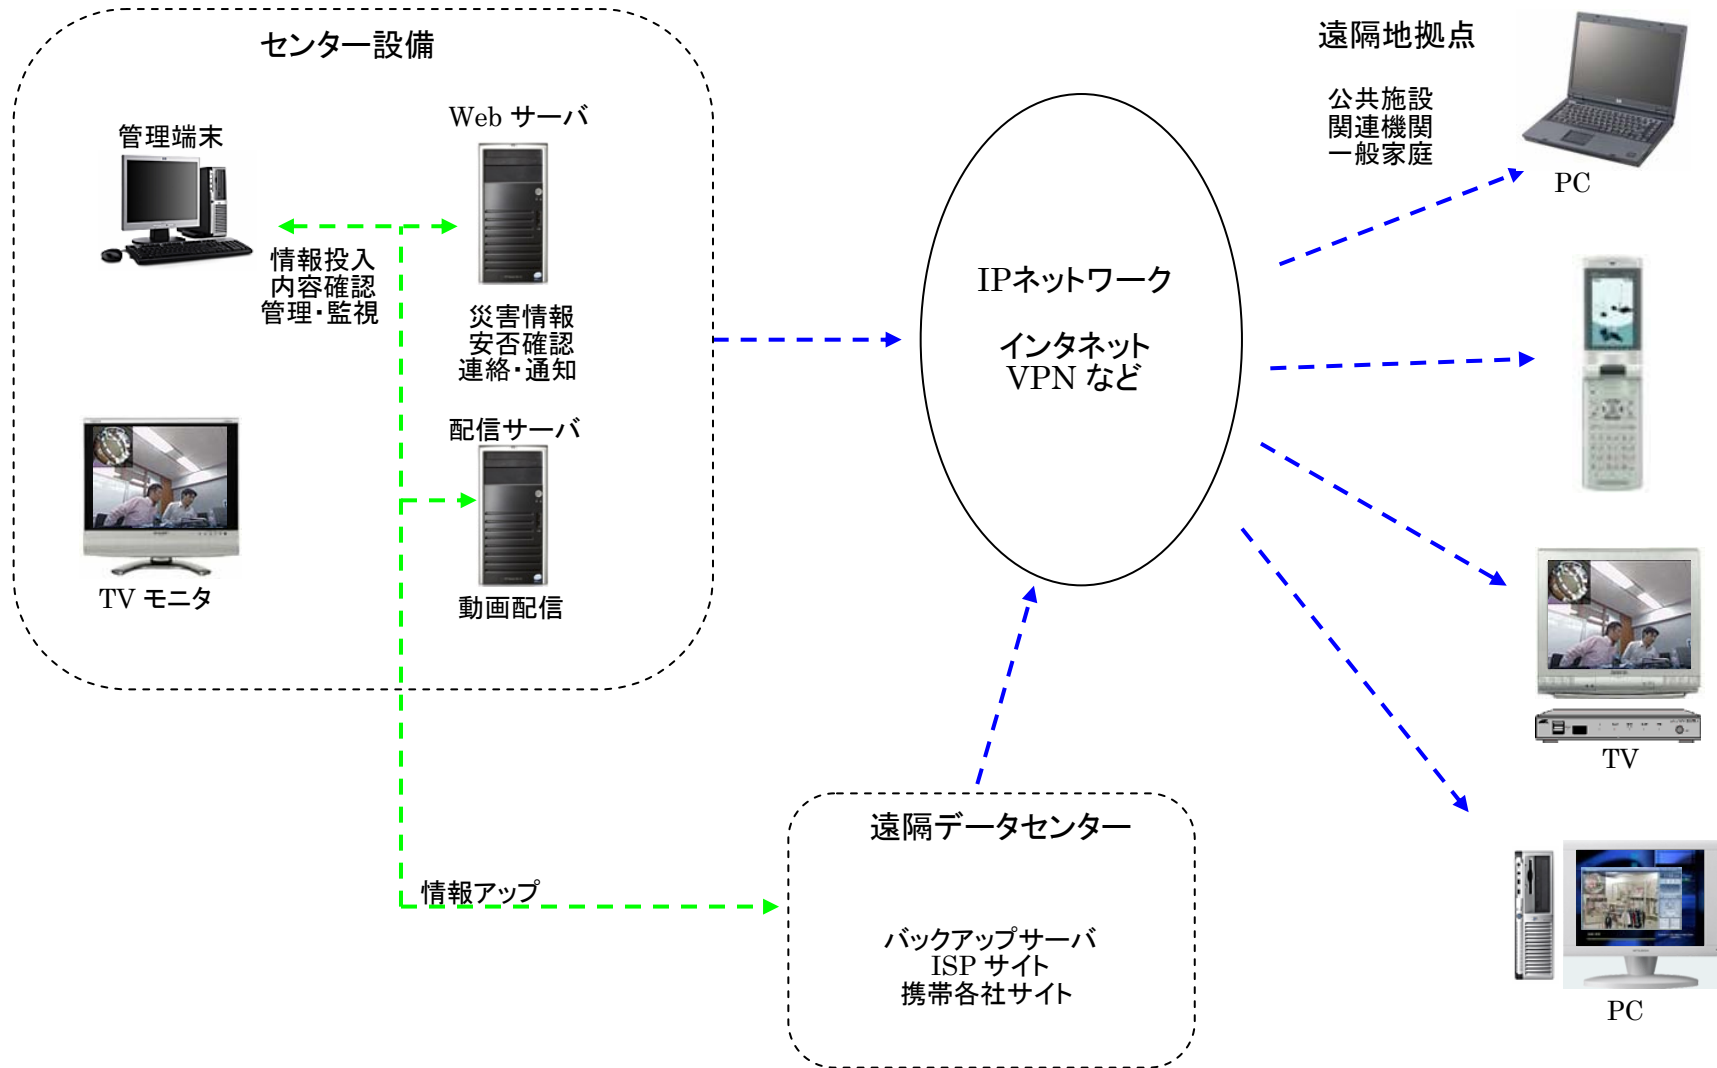 センター設備
管理端末
Web サーバ
情報投入
内容確認
管理・監視
災害情報
安否確認
連絡・通知
配信サーバ
TV モニタ
動画配信
IPネットワーク
インタネット
VPN など
遠隔地拠点
公共施設
関連機関
一般家庭
PC
TV
PC
情報アップ
遠隔データセンター
バックアップサーバ
ISP サイト
携帯各社サイト